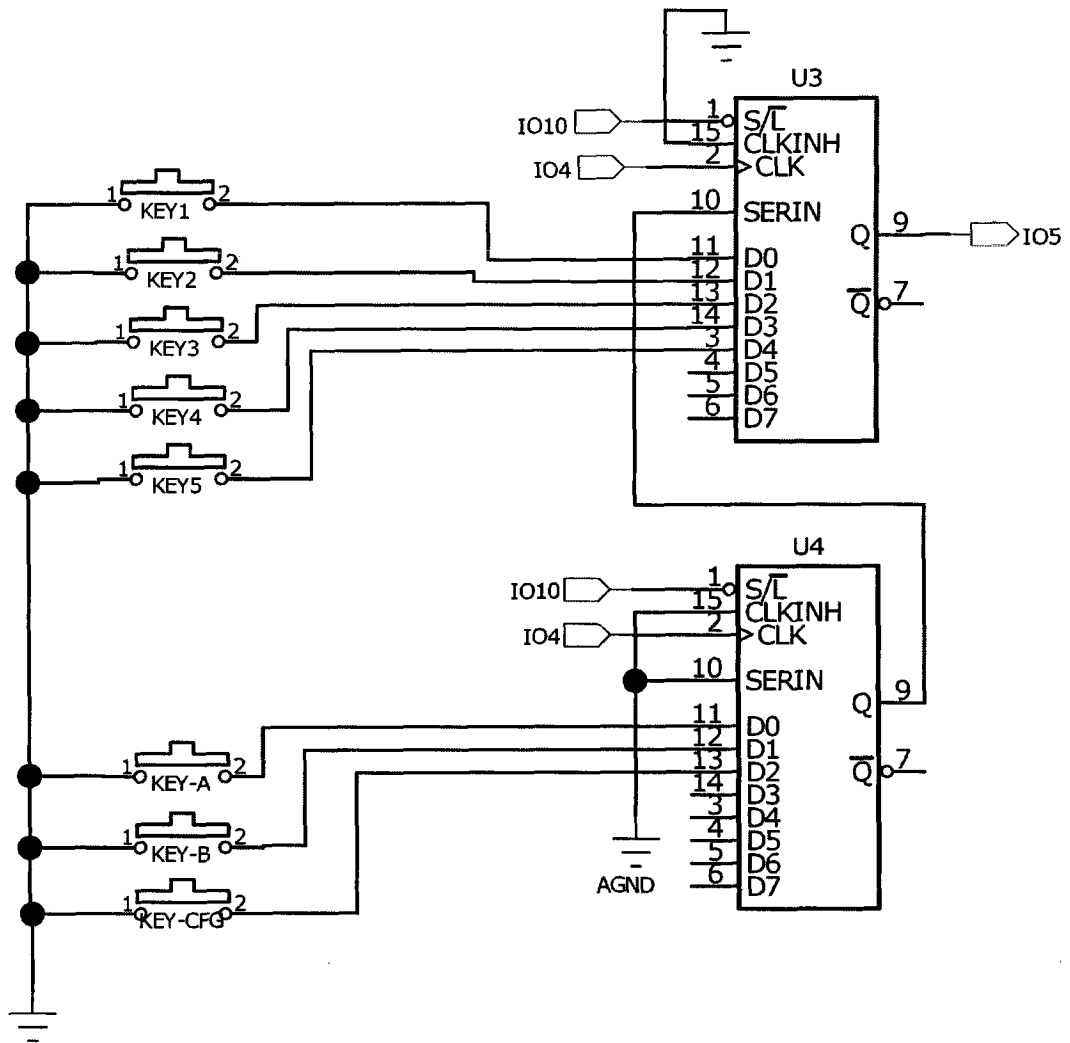 U3
IO10
1
S/L̅
15
CLKINH
IO4
2
CLK
10
SERIN
Q
9
IO5
11
D0
12
D1
13
D2
Q̅
7
14
D3
3
D4
4
D5
5
D6
6
D7
1
KEY1
2
1
KEY2
2
1
KEY3
2
1
KEY4
2
1
KEY5
2
U4
IO10
1
S/L̅
15
CLKINH
IO4
2
CLK
10
SERIN
Q
9
11
D0
12
D1
13
D2
Q̅
7
14
D3
3
D4
4
D5
5
D6
6
D7
1
KEY-A
2
1
KEY-B
2
1
KEY-CFG
2
AGND